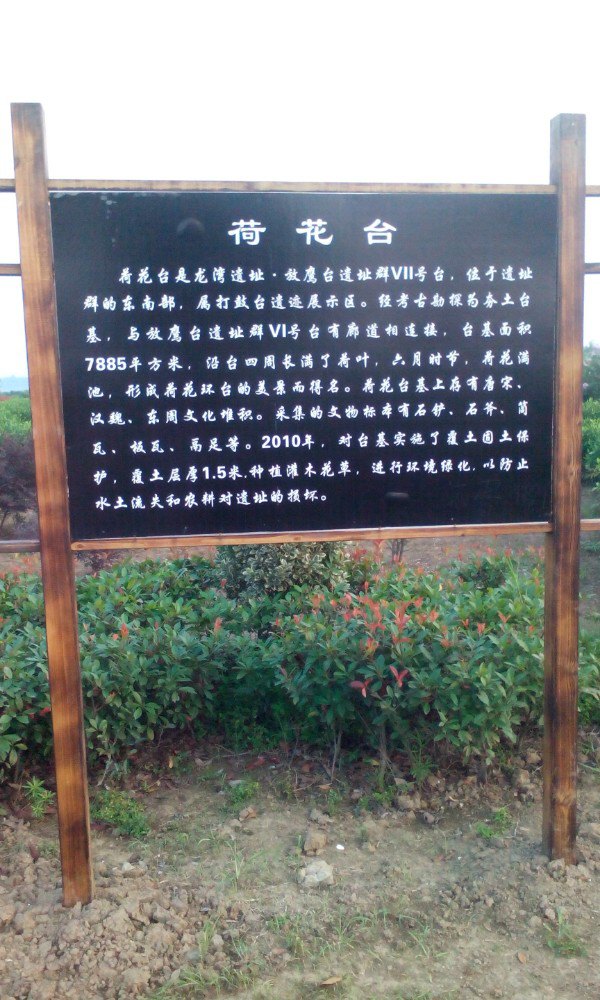 荷花台
荷花台是龙湾遗址·放鹰台遗址群VII号台，位于遗址
群的东南部，属打鼓台遗迹展示区。经考古勘探为夯土台
基，与放鹰台遗址群VI号台有廊道相连接，台基面积
7885平方米，沿台四周长满了荷叶，六月时节，荷花满
池，形成荷花环台的美景而得名。荷花台基上存有唐宋、
汉魏、东周文化堆积。采集的文物标本有石铲、石斧、筒
瓦、板瓦、鬲足等。2010年，对台基实施了覆土固土保
护，覆土层厚1.5米.种植灌木花草，进行环境绿化.以防止
水土流失和农耕对遗址的损坏。